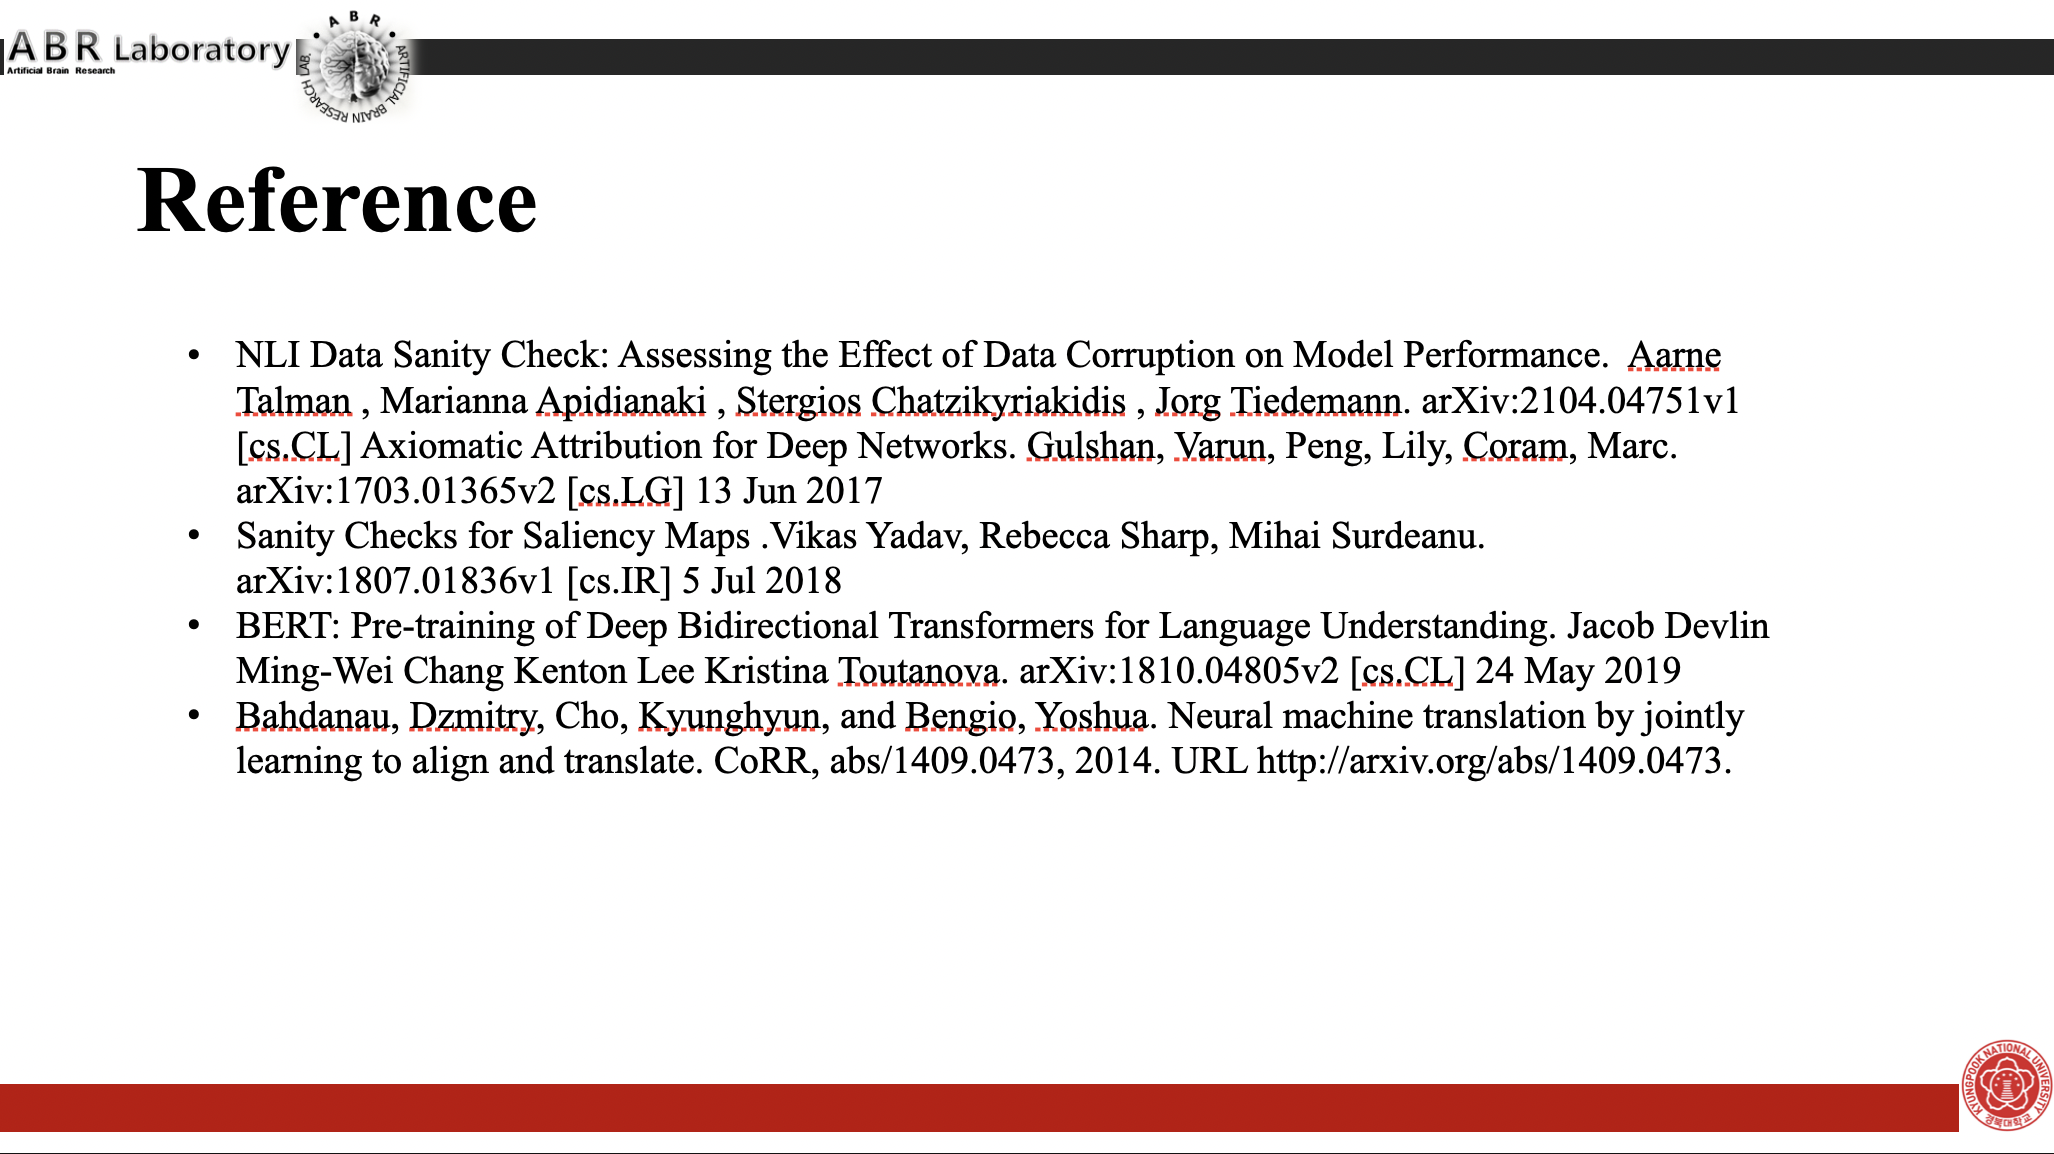 ABR Laboratory
Artificial Brain Research
A B R
ARTIFICIAL BRAIN RESEARCH LAB.
Reference
• NLI Data Sanity Check: Assessing the Effect of Data Corruption on Model Performance.  Aarne
Talman , Marianna Apidianaki , Stergios Chatzikyriakidis , Jorg Tiedemann. arXiv:2104.04751v1
[cs.CL] Axiomatic Attribution for Deep Networks. Gulshan, Varun, Peng, Lily, Coram, Marc.
arXiv:1703.01365v2 [cs.LG] 13 Jun 2017
• Sanity Checks for Saliency Maps .Vikas Yadav, Rebecca Sharp, Mihai Surdeanu.
arXiv:1807.01836v1 [cs.IR] 5 Jul 2018
• BERT: Pre-training of Deep Bidirectional Transformers for Language Understanding. Jacob Devlin
Ming-Wei Chang Kenton Lee Kristina Toutanova. arXiv:1810.04805v2 [cs.CL] 24 May 2019
• Bahdanau, Dzmitry, Cho, Kyunghyun, and Bengio, Yoshua. Neural machine translation by jointly
learning to align and translate. CoRR, abs/1409.0473, 2014. URL http://arxiv.org/abs/1409.0473.
KYUNGPOOK NATIONAL UNIVERSITY
경북대학교